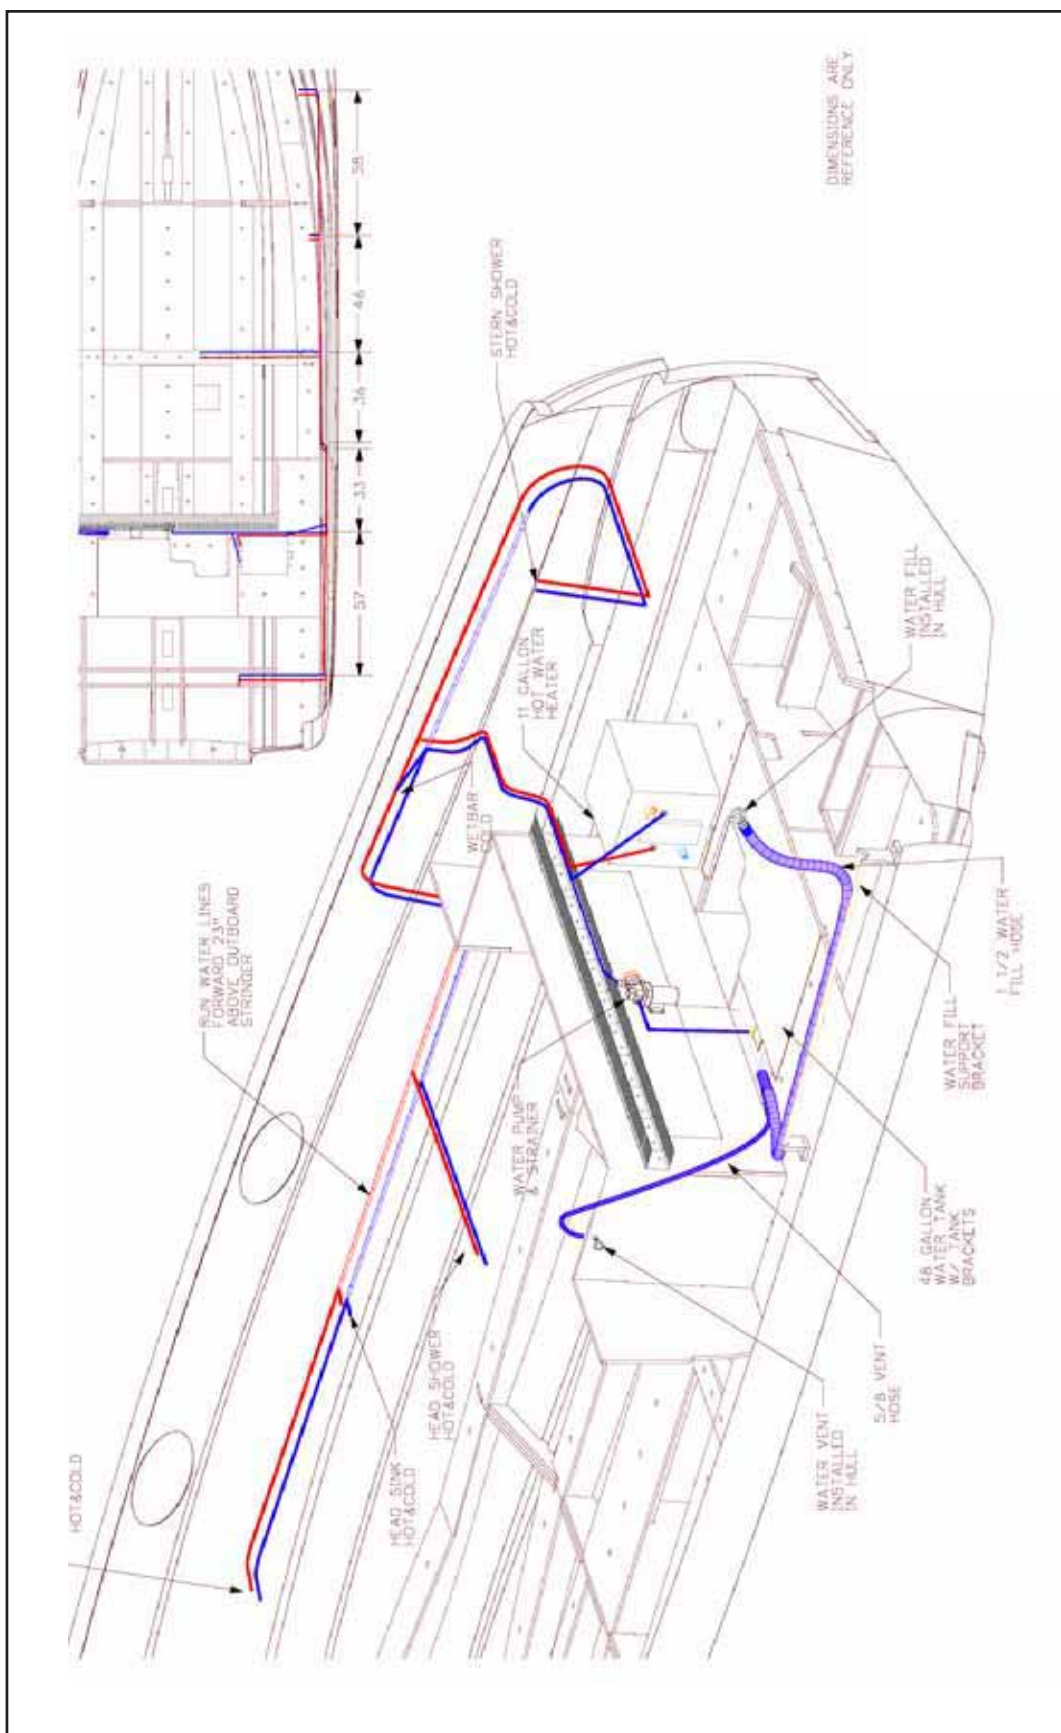 DIMENSIONS ARE
REFERENCE ONLY
58
46
36
33
57
STERN SHOWER
HOT&COLD
11 GALLON
HOT WATER
HEATER
WATER FILL
INSTALLED
IN HULL
WETBAR
COLD
RUN WATER LINES
FORWARD 23"
ABOVE OUTBOARD
STRINGER
1 1/2 WATER
FILL HOSE
WATER FILL
SUPPORT
BRACKET
WATER PUMP
& STRAINER
48 GALLON
WATER TANK
W/ TANK
BRACKETS
5/8 VENT
HOSE
WATER VENT
INSTALLED
IN HULL
HEAD SHOWER
HOT&COLD
HEAD SINK
HOT&COLD
HOT&COLD